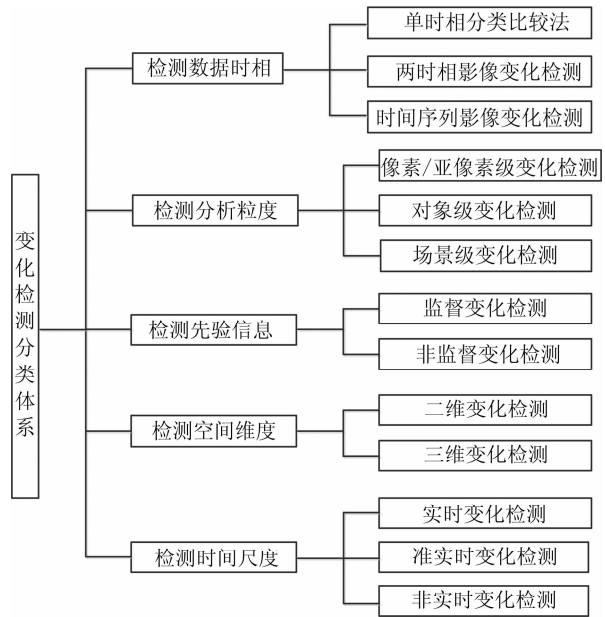 变化检测分类体系
检测数据时相
单时相分类比较法
两时相影像变化检测
时间序列影像变化检测
检测分析粒度
像素/亚像素级变化检测
对象级变化检测
场景级变化检测
检测先验信息
监督变化检测
非监督变化检测
检测空间维度
二维变化检测
三维变化检测
检测时间尺度
实时变化检测
准实时变化检测
非实时变化检测